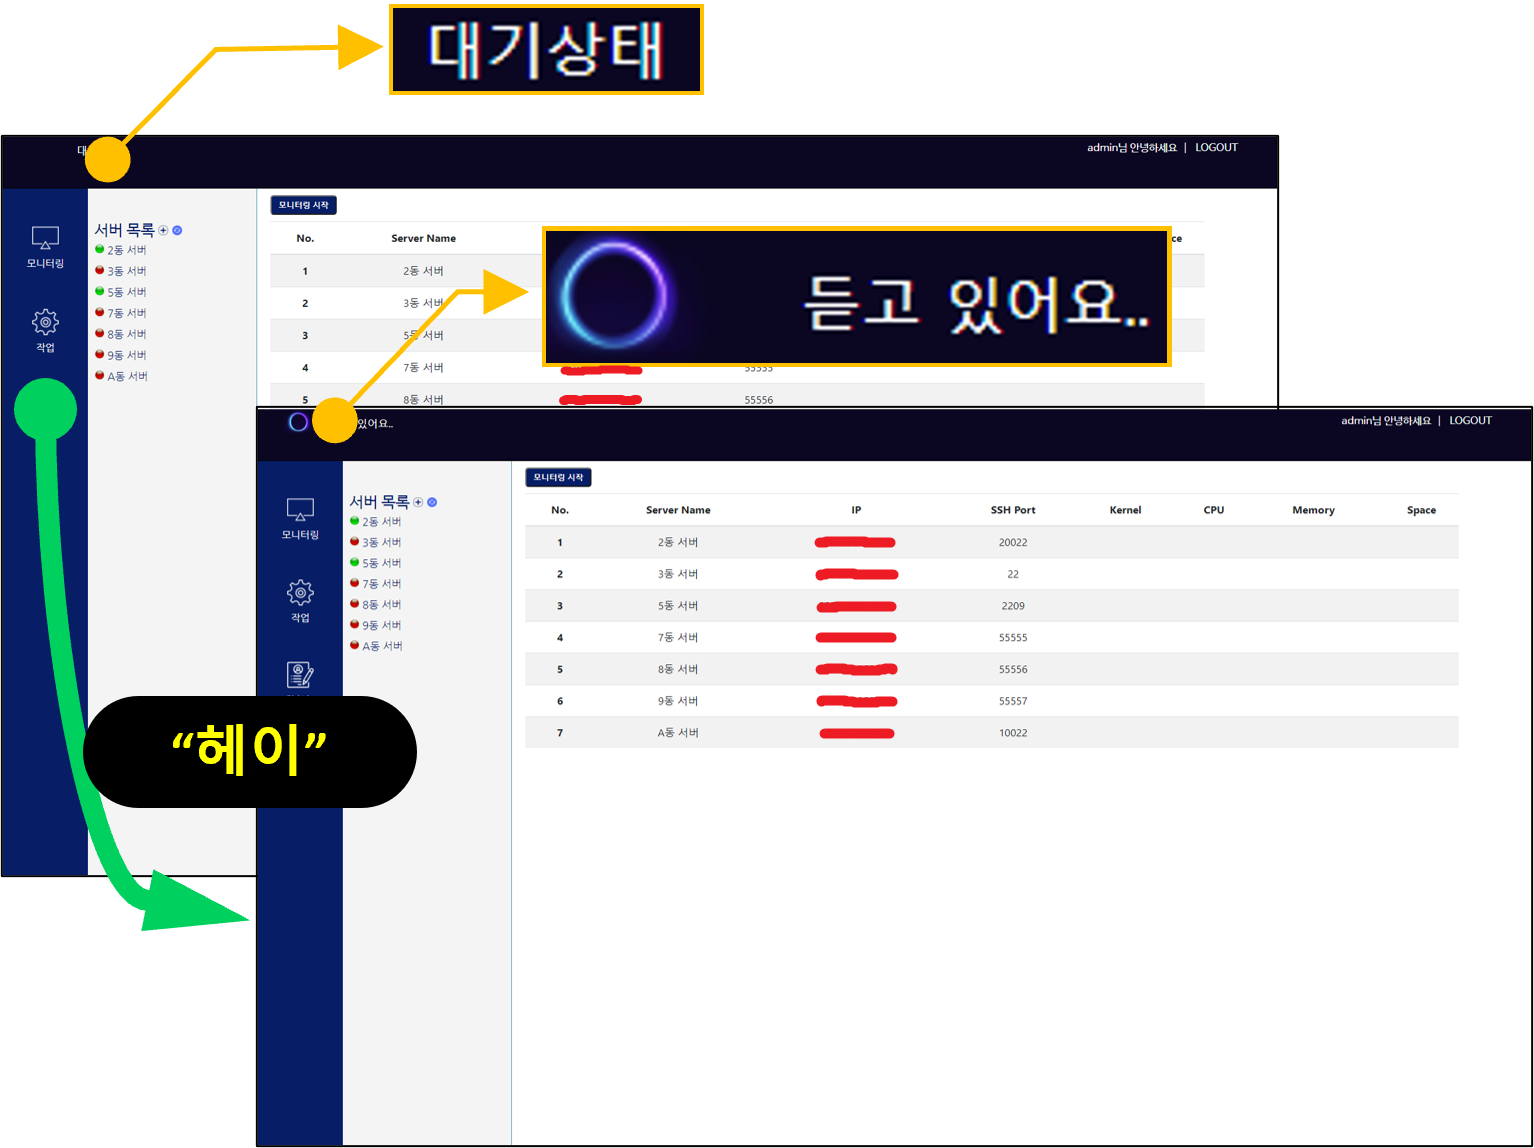 대기상태
대
admin님 안녕하세요 | LOGOUT
모니터링 시작
모니터링
작업
서버 목록
2동 서버
3동 서버
5동 서버
7동 서버
8동 서버
9동 서버
A동 서버
No. Server Name ce
1 2동 서버
2 3동 서버
3 5동 서버
4 7동 서버 55555
5 8동 서버 55556
듣고 있어요..
있어요..
admin님 안녕하세요 | LOGOUT
모니터링 시작
모니터링
작업
서버 목록
2동 서버
3동 서버
5동 서버
7동 서버
8동 서버
9동 서버
A동 서버
No. Server Name IP SSH Port Kernel CPU Memory Space
1 2동 서버 20022
2 3동 서버 22
3 5동 서버 2209
4 7동 서버 55555
5 8동 서버 55556
6 9동 서버 55557
7 A동 서버 10022
“헤이”